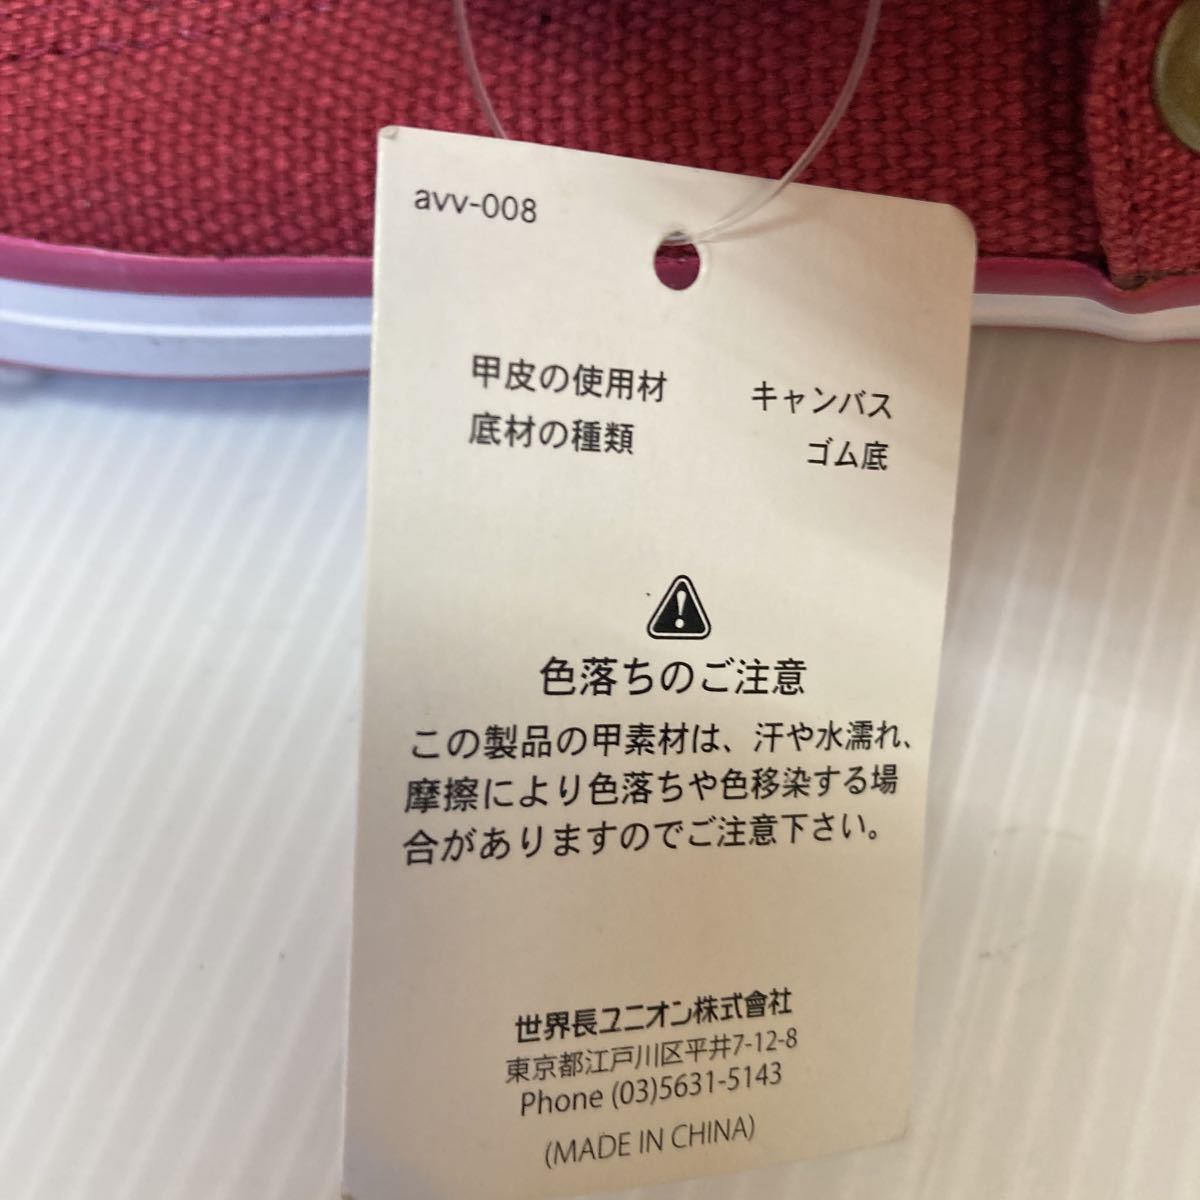 avv-008
甲皮の使用材 キャンバス
底材の種類 ゴム底
色落ちのご注意
この製品の甲素材は、汗や水濡れ、
摩擦により色落ちや色移染する場
合がありますのでご注意下さい。
世界長ユニオン株式會社
東京都江戸川区平井7-12-8
Phone (03)5631-5143
(MADE IN CHINA)